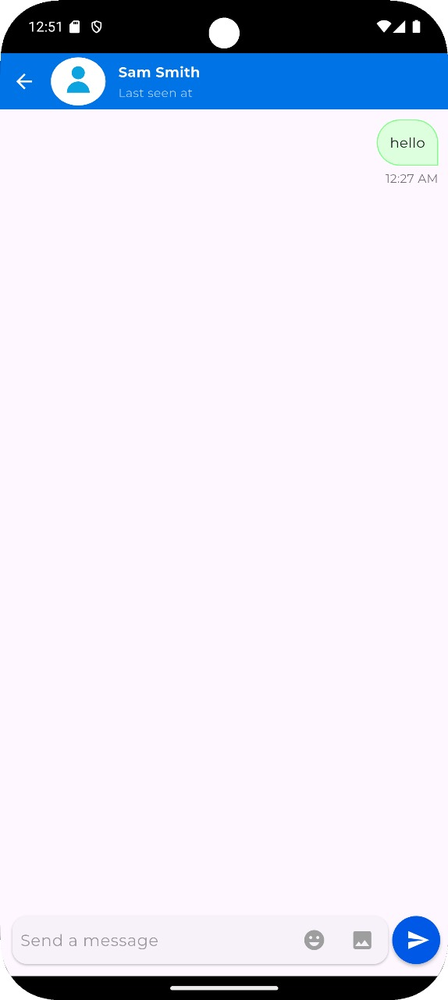 12:51
Sam Smith
Last seen at
hello
12:27 AM
Send a message